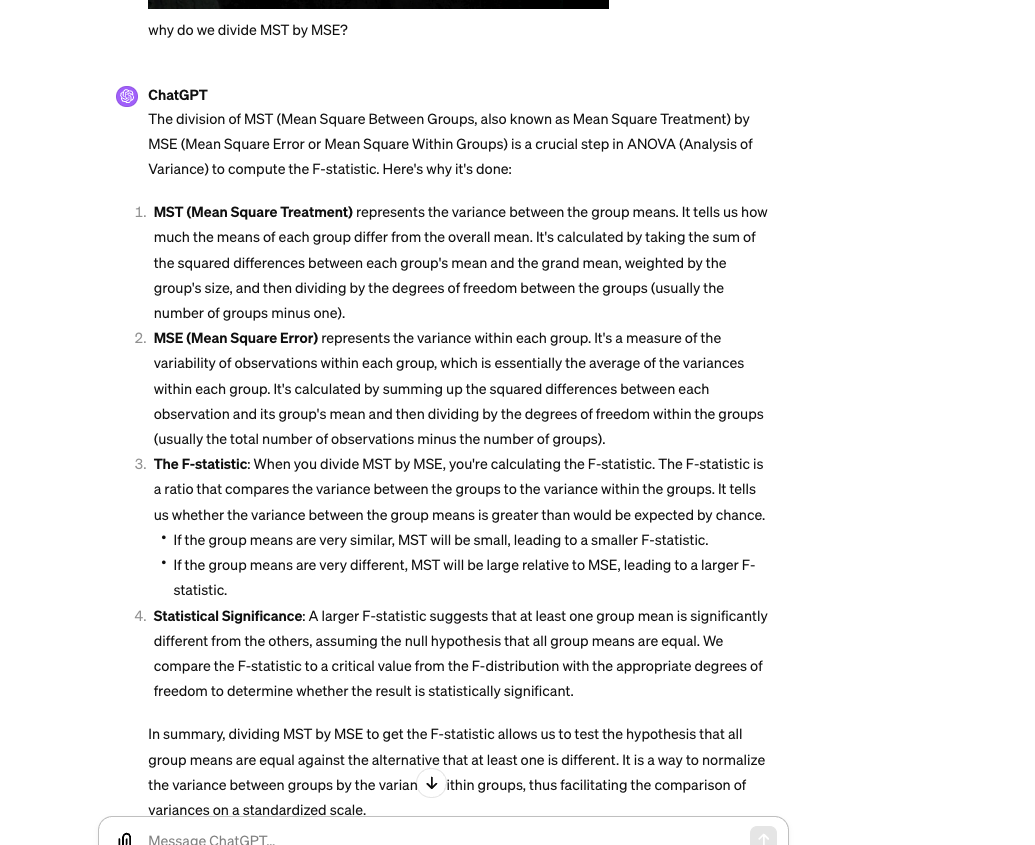 why do we divide MST by MSE?
ChatGPT
The division of MST (Mean Square Between Groups, also known as Mean Square Treatment) by
MSE (Mean Square Error or Mean Square Within Groups) is a crucial step in ANOVA (Analysis of
Variance) to compute the F-statistic. Here's why it's done:
1. MST (Mean Square Treatment) represents the variance between the group means. It tells us how
much the means of each group differ from the overall mean. It's calculated by taking the sum of
the squared differences between each group's mean and the grand mean, weighted by the
group's size, and then dividing by the degrees of freedom between the groups (usually the
number of groups minus one).
2. MSE (Mean Square Error) represents the variance within each group. It's a measure of the
variability of observations within each group, which is essentially the average of the variances
within each group. It's calculated by summing up the squared differences between each
observation and its group's mean and then dividing by the degrees of freedom within the groups
(usually the total number of observations minus the number of groups).
3. The F-statistic: When you divide MST by MSE, you're calculating the F-statistic. The F-statistic is
a ratio that compares the variance between the groups to the variance within the groups. It tells
us whether the variance between the group means is greater than would be expected by chance.
• If the group means are very similar, MST will be small, leading to a smaller F-statistic.
• If the group means are very different, MST will be large relative to MSE, leading to a larger F-
statistic.
4. Statistical Significance: A larger F-statistic suggests that at least one group mean is significantly
different from the others, assuming the null hypothesis that all group means are equal. We
compare the F-statistic to a critical value from the F-distribution with the appropriate degrees of
freedom to determine whether the result is statistically significant.
In summary, dividing MST by MSE to get the F-statistic allows us to test the hypothesis that all
group means are equal against the alternative that at least one is different. It is a way to normalize
the variance between groups by the varian ithin groups, thus facilitating the comparison of
variances on a standardized scale.
Message ChatGPT...